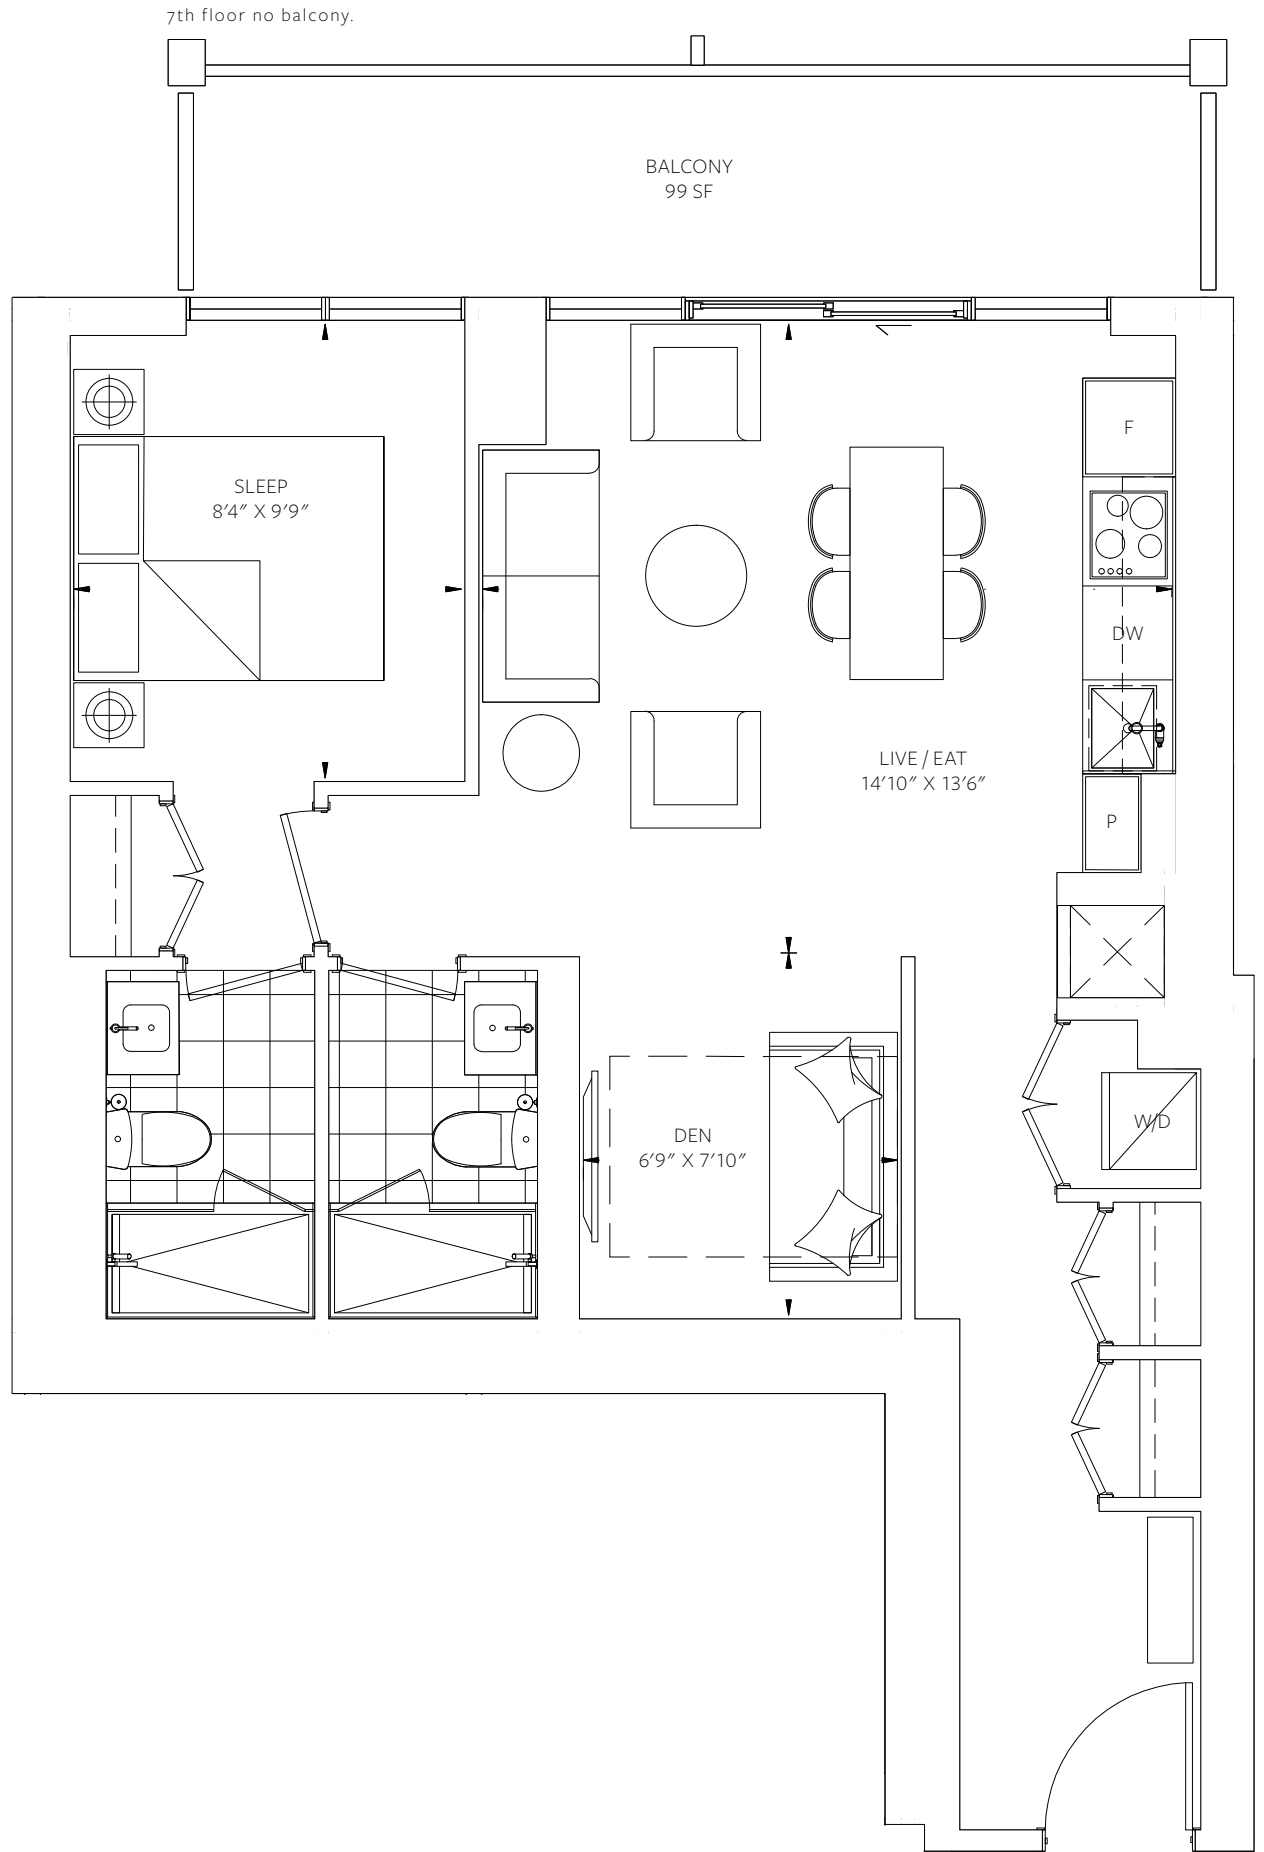 7th floor no balcony.
BALCONY
99 SF
F
SLEEP
8'4" X 9'9"
DW
LIVE / EAT
14'10" X 13'6"
P
W/D
DEN
6'9" X 7'10"